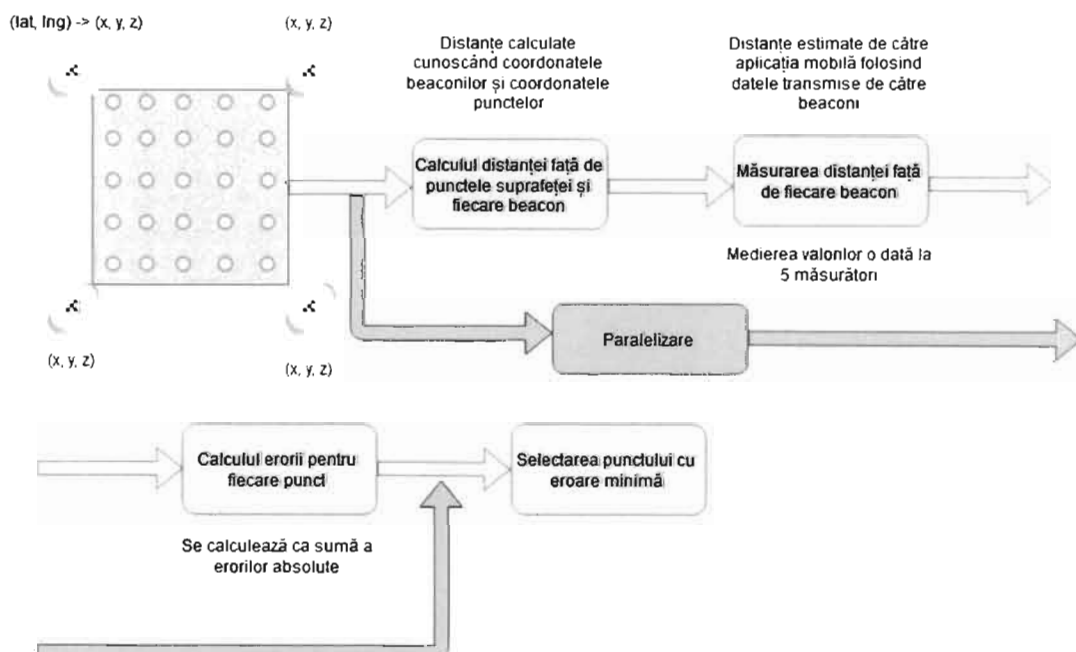 (lat, lng) -> (x, y, z)
(x, y, z)
Distanțe calculate
cunoscând coordonatele
beaconilor și coordonatele
punctelor
Distanțe estimate de către
aplicația mobilă folosind
datele transmise de către
beaconi
Calculul distanței față de
punctele suprafeței și
fiecare beacon
Măsurarea distanței față
de fiecare beacon
Medierea valorilor o dată la
5 măsurători
(x, y, z)
(x, y, z)
Paralelizare
Calculul erorii pentru
fiecare punct
Selectarea punctului cu
eroare minimă
Se calculează ca sumă a
erorilor absolute